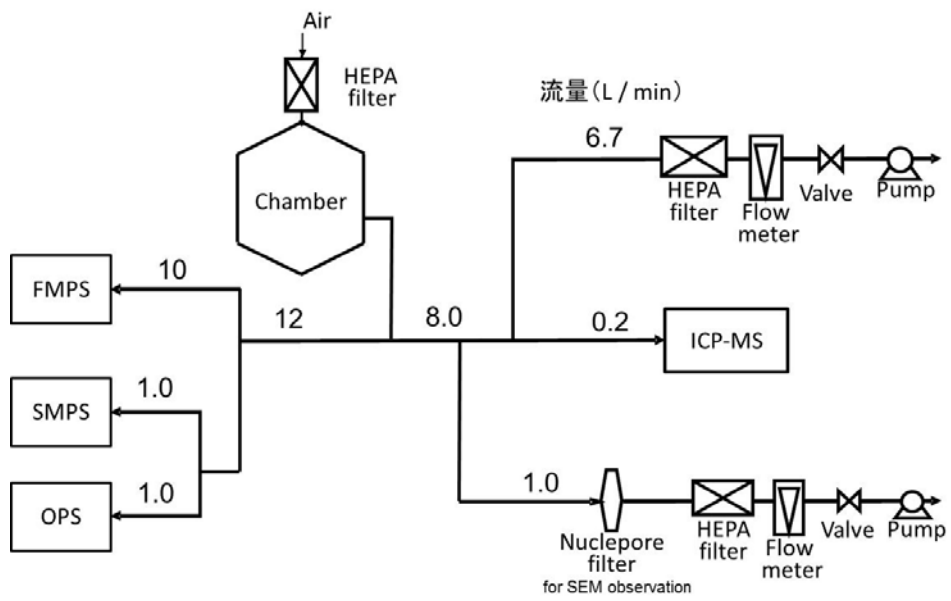 Air
HEPA
filter
Chamber
流量(L / min)
6.7
HEPA
filter
Flow
meter
Valve
Pump
FMPS
10
12
8.0
0.2
ICP-MS
SMPS
1.0
OPS
1.0
1.0
Nuclepore
filter
for SEM observation
HEPA
filter
Flow
meter
Valve
Pump